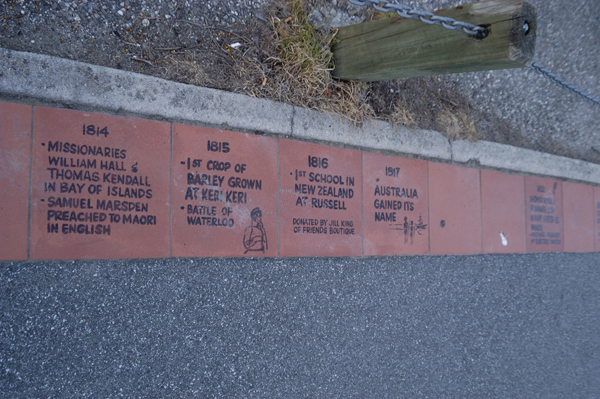 1814
• MISSIONARIES
WILLIAM HALL &
THOMAS KENDALL
IN BAY OF ISLANDS
• SAMUEL MARSDEN
PREACHED TO MAORI
IN ENGLISH
1815
• 1ST CROP OF
BARLEY GROWN
AT KERI KERI
• BATTLE OF
WATERLOO
1816
• 1ST SCHOOL IN
NEW ZEALAND
AT RUSSELL
DONATED BY JILL KING
OF FRIENDS BOUTIQUE
1817
• AUSTRALIA
GAINED ITS
NAME